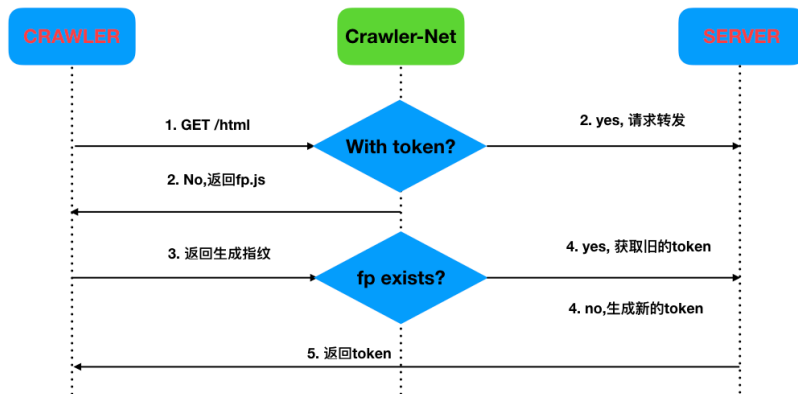 CRAWLER
Crawler-Net
SERVER
1. GET /html
2. yes, 请求转发
With token?
2. No,返回fp.js
3. 返回生成指纹
4. yes, 获取旧的token
fp exists?
4. no,生成新的token
5. 返回token